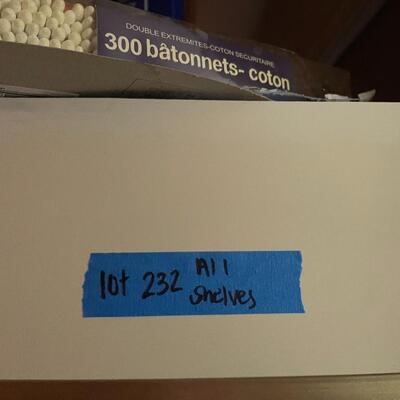 DOUBLE EXTREMITES-COTON SECURITAIRE
300 bâtonnets- coton
lot 232 All
shelves